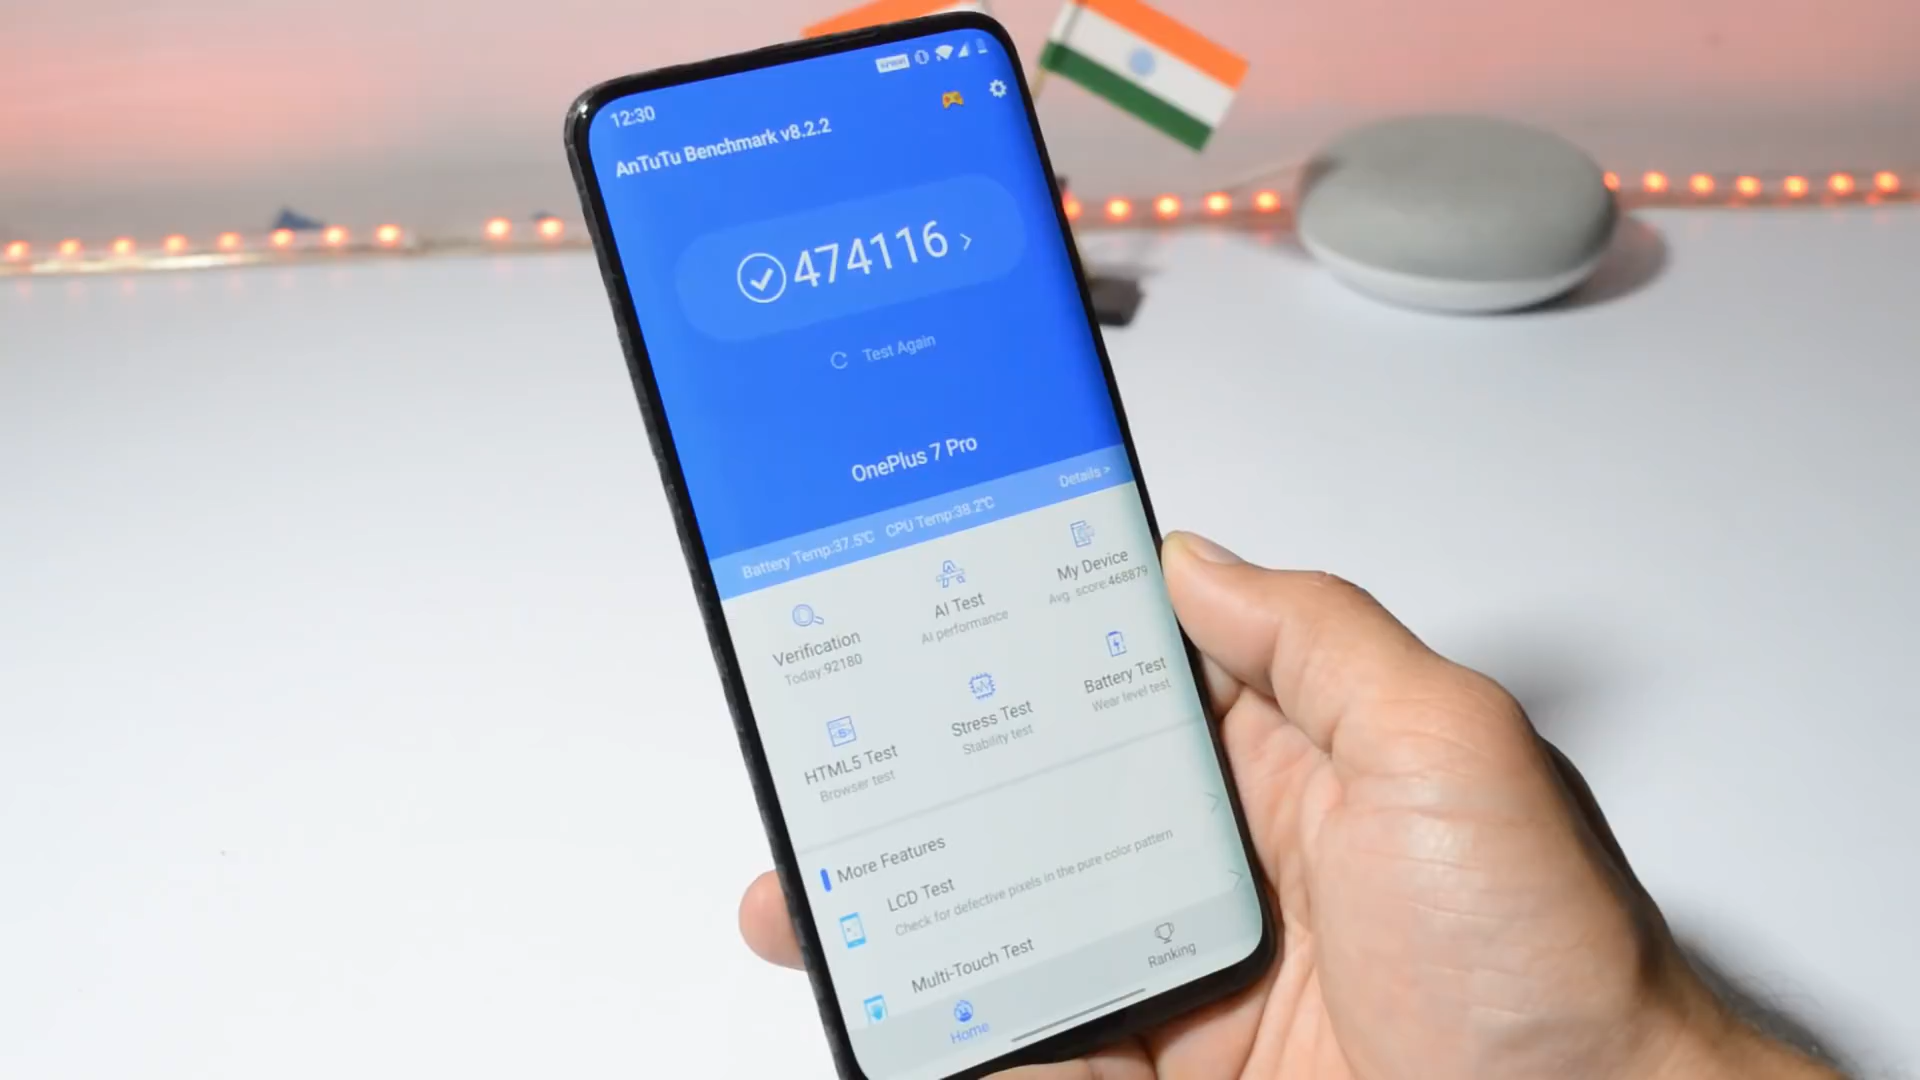 12:30
AnTuTu Benchmark v8.2.2
474116 >
Test Again
OnePlus 7 Pro
Battery Temp:37.5℃ CPU Temp:38.2℃ Details >
Verification
Today:92180
AI Test
AI performance
My Device
Avg. score:468879
HTML5 Test
Browser test
Stress Test
Stability test
Battery Test
Wear level test
More Features
LCD Test
Check for defective pixels in the pure color pattern
Multi-Touch Test
Home
Ranking